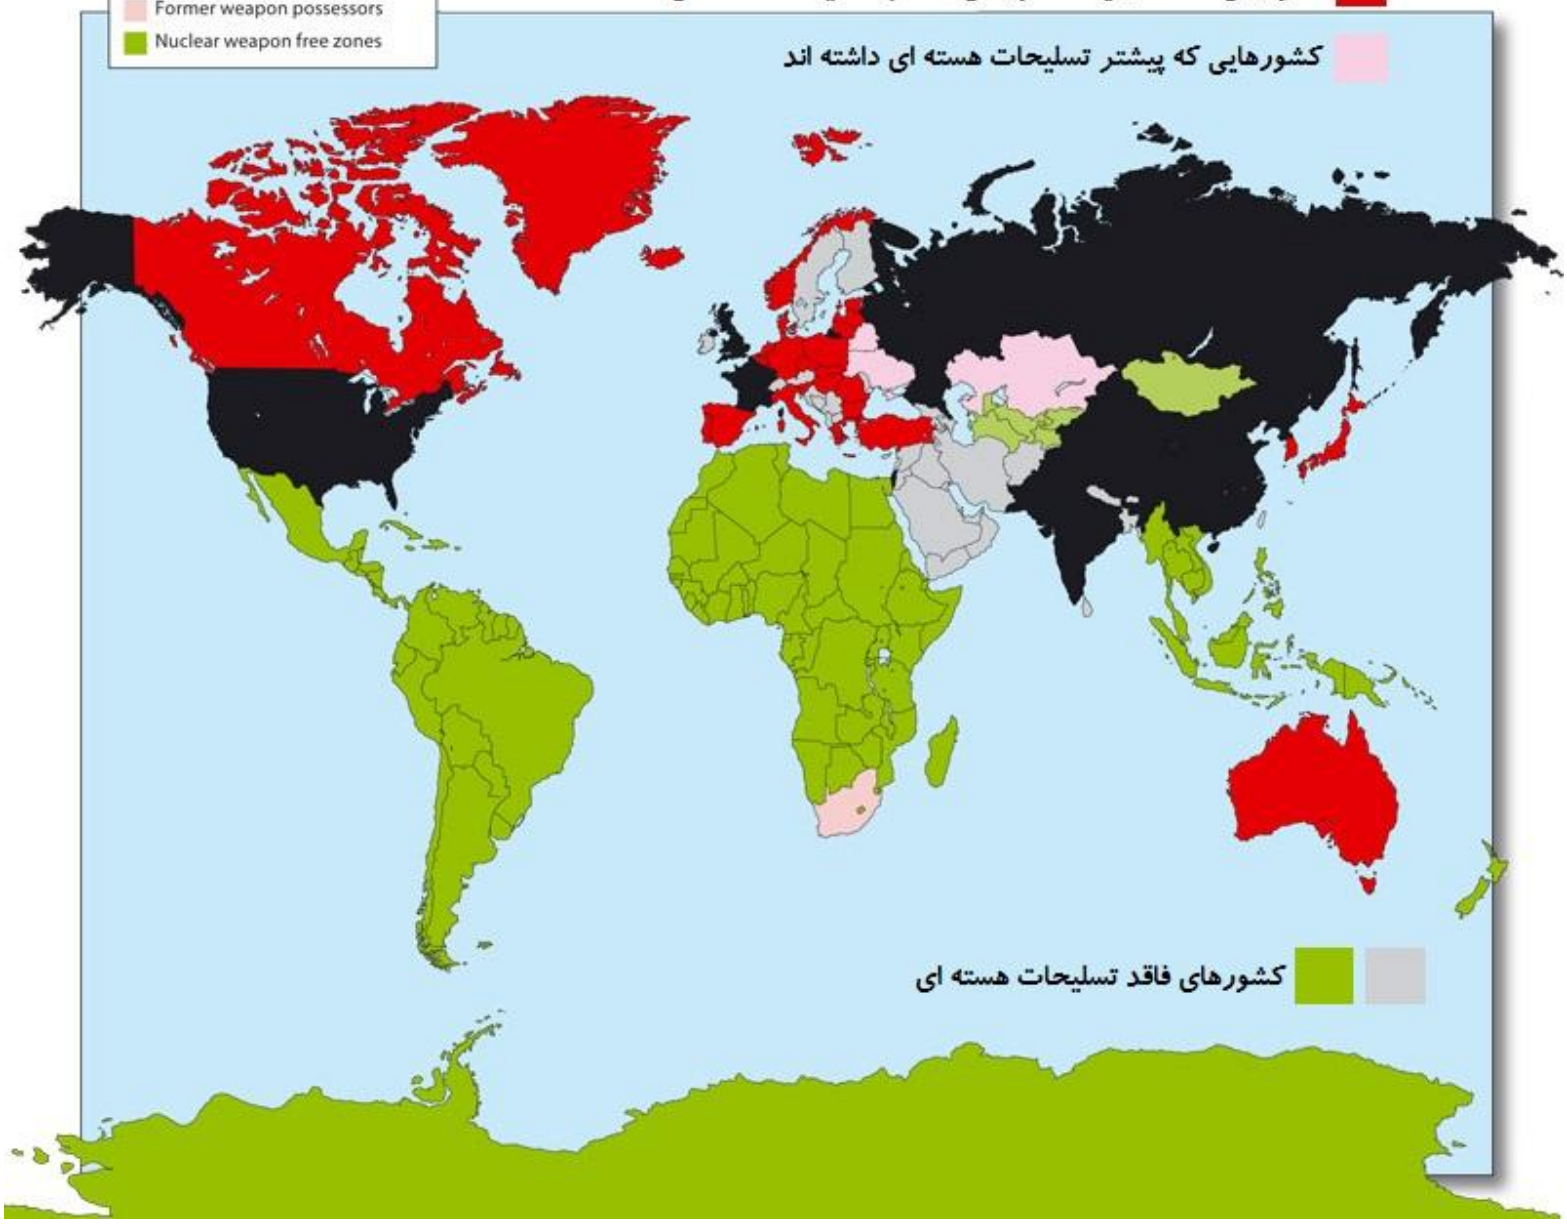 Former weapon possessors
Nuclear weapon free zones
کشورهایی که پیشتر تسلیحات هسته ای داشته اند
کشورهای فاقد تسلیحات هسته ای